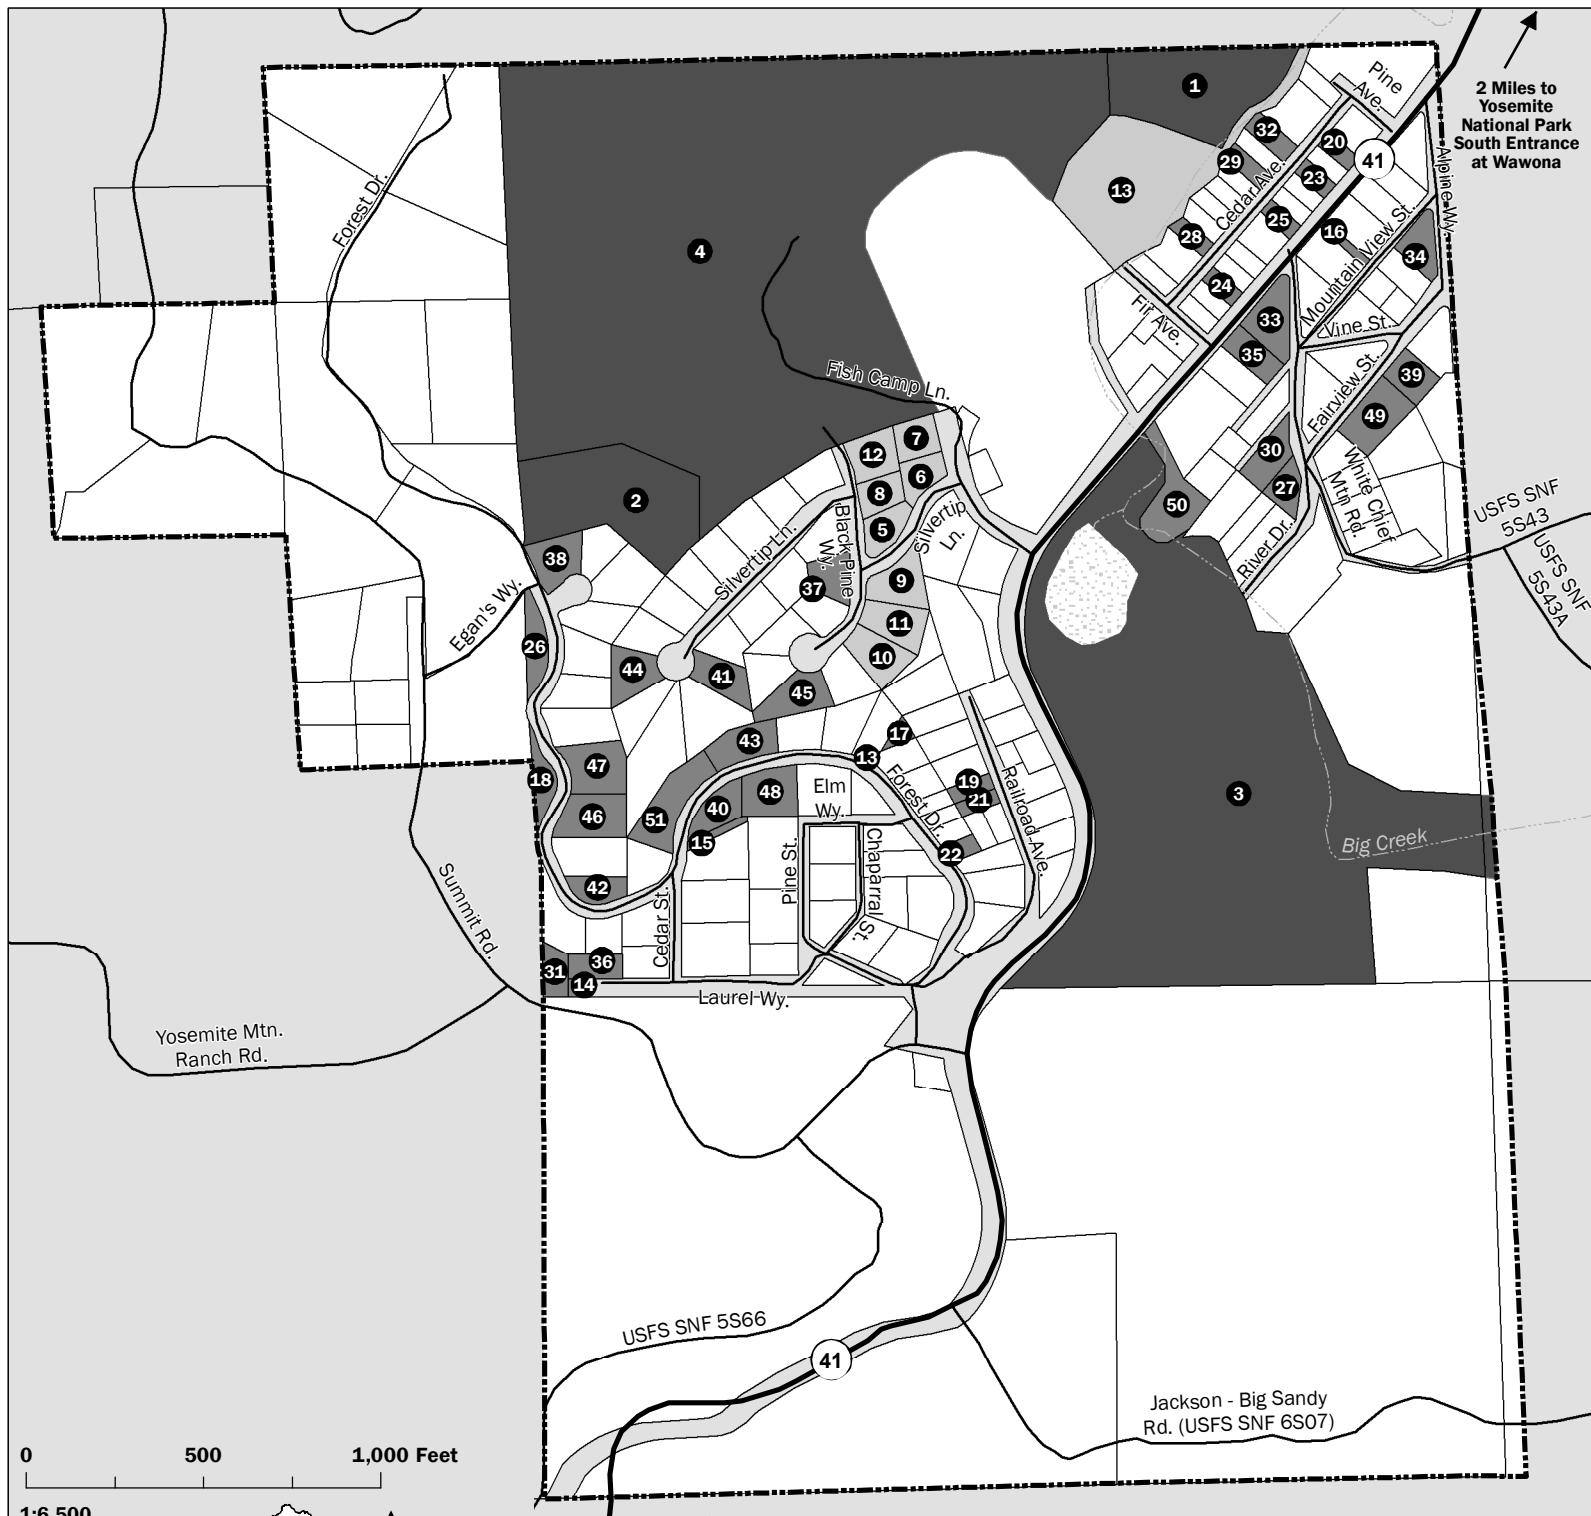 1
2 Miles to
Yosemite
National Park
South Entrance
at Wawona
Pine
Ave.
32
20
41
29
23
13
Cedar Ave.
Alpine Wy.
Forest Dr.
28
25
16
Mountain View St.
34
4
24
Fir Ave.
33
Vine St.
35
Fish Camp Ln.
Fairview St.
39
49
7
12
6
8
30
27
White Chief
Mtn Rd.
2
5
Black Pine
Wy.
Silvertip
Ln.
50
USFS SNF
5S43
USFS SNF
5S43A
River Dr.
38
Silvertip Ln.
37
9
Egan's Wy.
26
11
10
44
41
45
17
43
13
47
18
19
21
Railroad Ave.
Elm
Wy.
Forest Dr.
48
40
3
46
51
15
22
Big Creek
42
Pine St.
Chaparral
St.
Cedar St.
Summit Rd.
31
36
14
Laurel Wy.
Yosemite Mtn.
Ranch Rd.
USFS SNF 5S66
41
Jackson - Big Sandy
Rd. (USFS SNF 6S07)
0 500 1,000 Feet
1:6,500